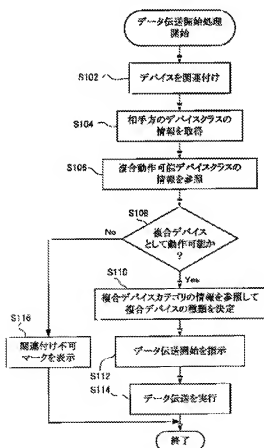 データ伝送開始処理
開始
S102
デバイスを関連付け
S104
相手方のデバイスクラスの
情報を取得
S106
複合動作可能デバイスクラスの
情報を参照
S108
複合デバイス
として動作可能か
?
No
Yes
S110
複合デバイスカテゴリの情報を参照して
複合デバイスの種類を決定
S116
関連付け不可
マークを表示
データ伝送開始を指示
S112
S114
データ伝送を実行
終了